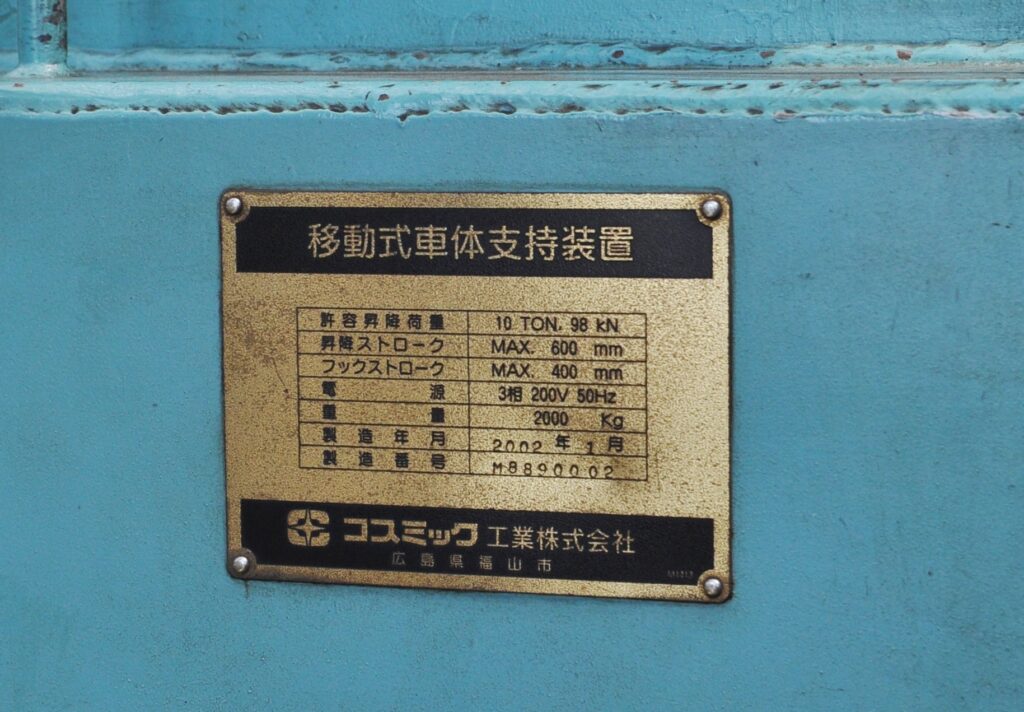 移動式車体支持装置
許容昇降荷重 10 TON. 98 kN
昇降ストローク MAX. 600 mm
フックストローク MAX. 400 mm
電源 3相 200V 50Hz
重量 2000 Kg
製造年月 2002 年 1 月
製造番号 M8890002
コスミック工業株式会社
広島県福山市